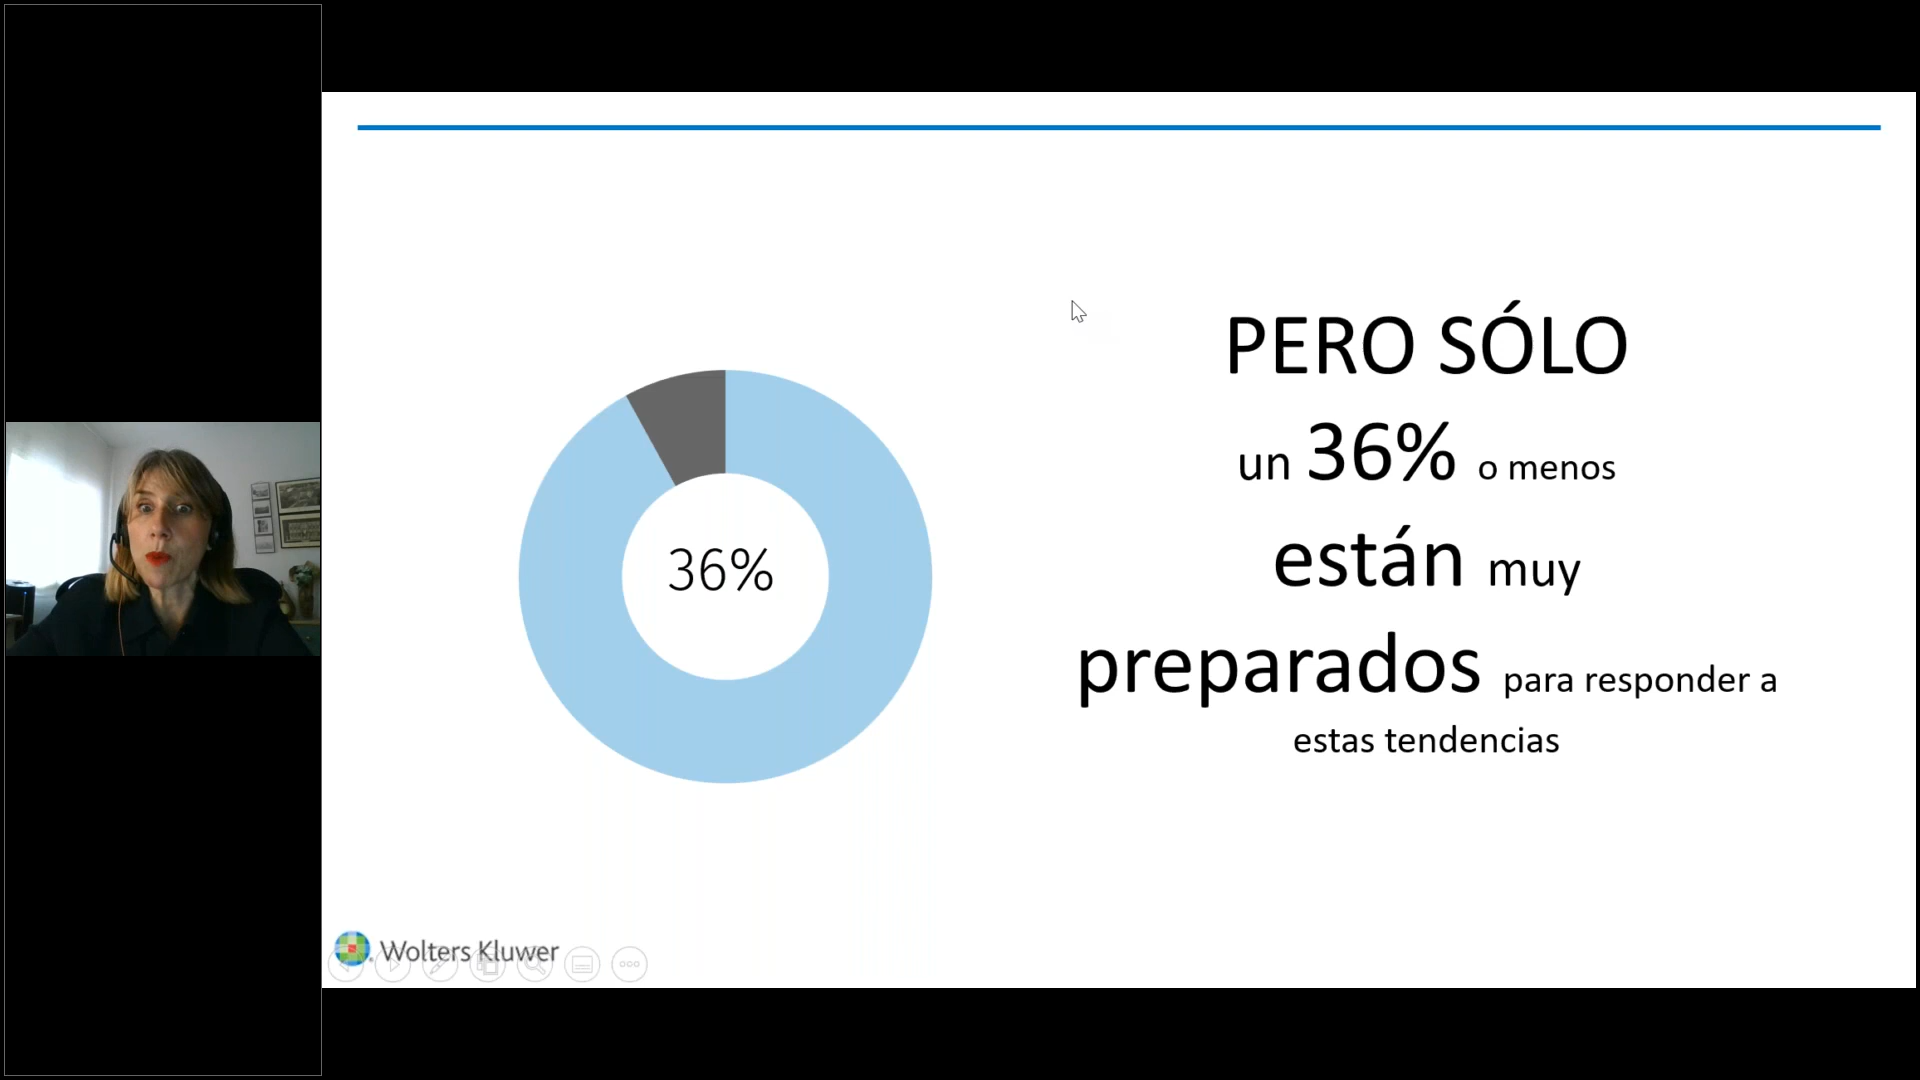 PERO SÓLO
un 36% o menos
están muy
preparados para responder a
estas tendencias
36%
Wolters Kluwer